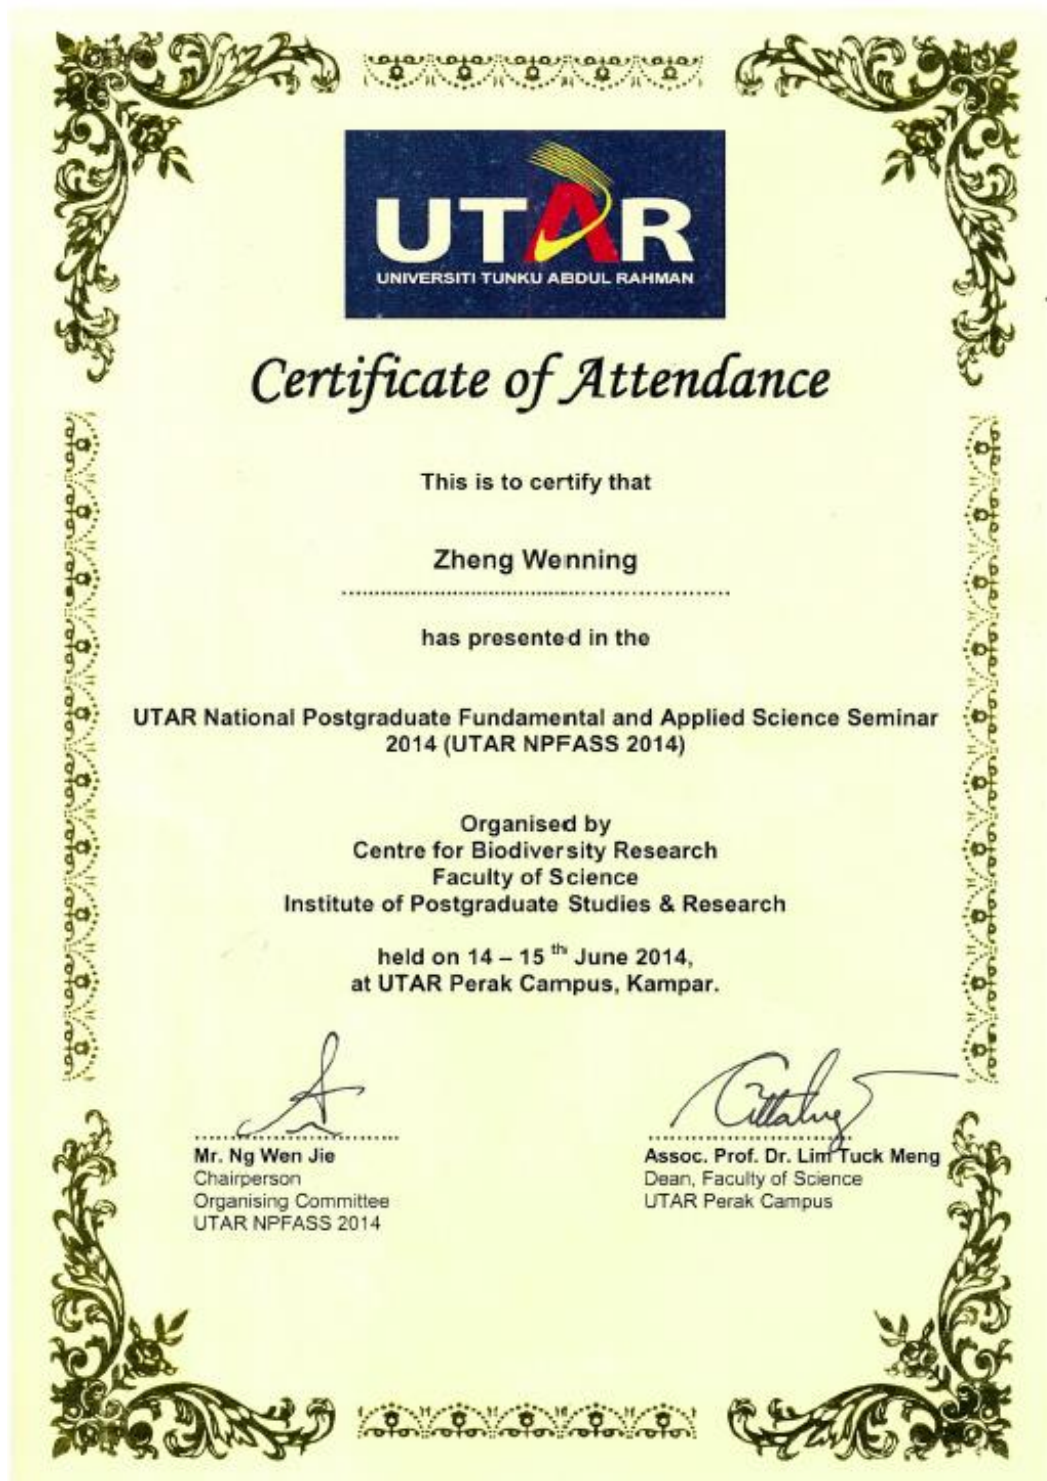 UTAR
UNIVERSITI TUNKU ABDUL RAHMAN
Certificate of Attendance
This is to certify that
Zheng Wenning
has presented in the
UTAR National Postgraduate Fundamental and Applied Science Seminar
2014 (UTAR NPFASS 2014)
Organised by
Centre for Biodiversity Research
Faculty of Science
Institute of Postgraduate Studies & Research
held on 14 – 15 th June 2014,
at UTAR Perak Campus, Kampar.
Mr. Ng Wen Jie
Chairperson
Organising Committee
UTAR NPFASS 2014
Assoc. Prof. Dr. Lim Tuck Meng
Dean, Faculty of Science
UTAR Perak Campus